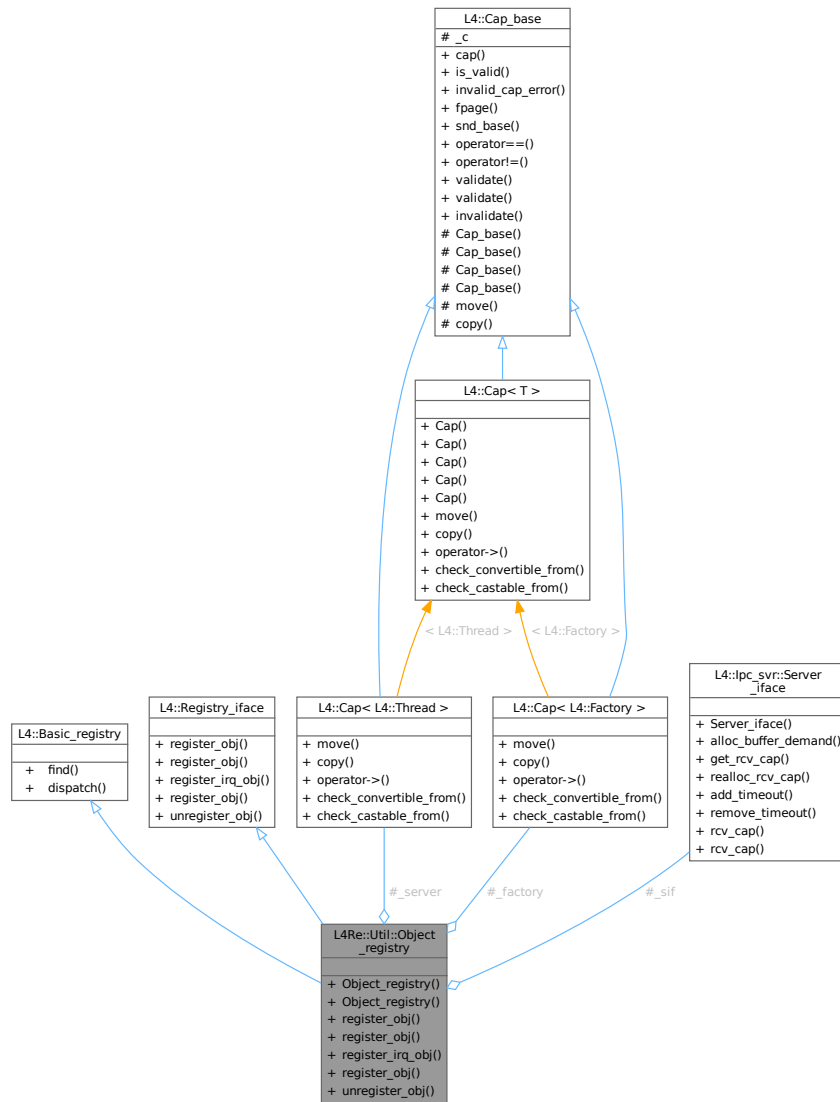 L4::Cap_base
# _c
+ cap()
+ is_valid()
+ invalid_cap_error()
+ fpage()
+ snd_base()
+ operator==()
+ operator!=()
+ validate()
+ validate()
+ invalidate()
# Cap_base()
# Cap_base()
# Cap_base()
# Cap_base()
# move()
# copy()
L4::Cap< T >
+ Cap()
+ Cap()
+ Cap()
+ Cap()
+ Cap()
+ move()
+ copy()
+ operator->()
+ check_convertible_from()
+ check_castable_from()
< L4::Thread >
< L4::Factory >
L4::Basic_registry
+ find()
+ dispatch()
L4::Registry_iface
+ register_obj()
+ register_obj()
+ register_irq_obj()
+ register_obj()
+ unregister_obj()
L4::Cap< L4::Thread >
+ move()
+ copy()
+ operator->()
+ check_convertible_from()
+ check_castable_from()
L4::Cap< L4::Factory >
+ move()
+ copy()
+ operator->()
+ check_convertible_from()
+ check_castable_from()
L4::Ipc_svr::Server
_iface
+ Server_iface()
+ alloc_buffer_demand()
+ get_rcv_cap()
+ realloc_rcv_cap()
+ add_timeout()
+ remove_timeout()
+ rcv_cap()
+ rcv_cap()
#_server
#_factory
#_sif
L4Re::Util::Object
_registry
+ Object_registry()
+ Object_registry()
+ register_obj()
+ register_obj()
+ register_irq_obj()
+ register_obj()
+ unregister_obj()